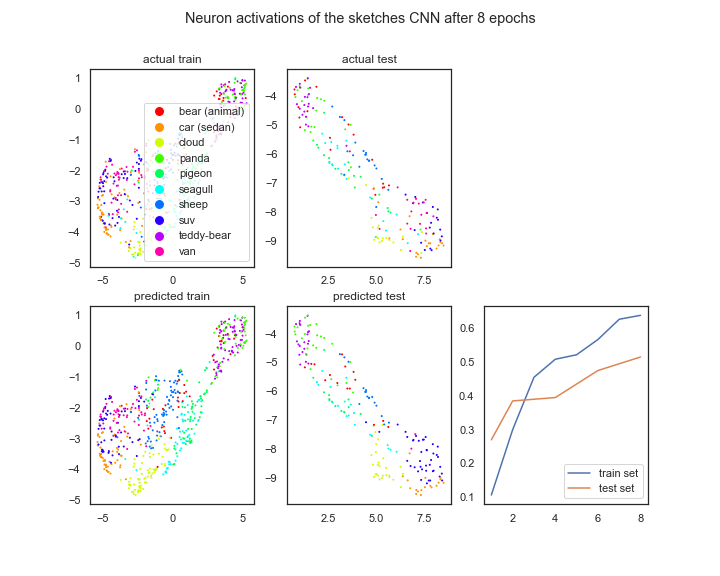 Neuron activations of the sketches CNN after 8 epochs
actual train
actual test
1
0
−1
−2
−3
−4
−5
−5
0
5
bear (animal)
car (sedan)
cloud
panda
pigeon
seagull
sheep
suv
teddy-bear
van
−4
−5
−6
−7
−8
−9
2.5
5.0
7.5
predicted train
predicted test
1
0
−1
−2
−3
−4
−5
−5
0
5
−4
−5
−6
−7
−8
−9
2.5
5.0
7.5
0.6
0.5
0.4
0.3
0.2
0.1
2
4
6
8
train set
test set